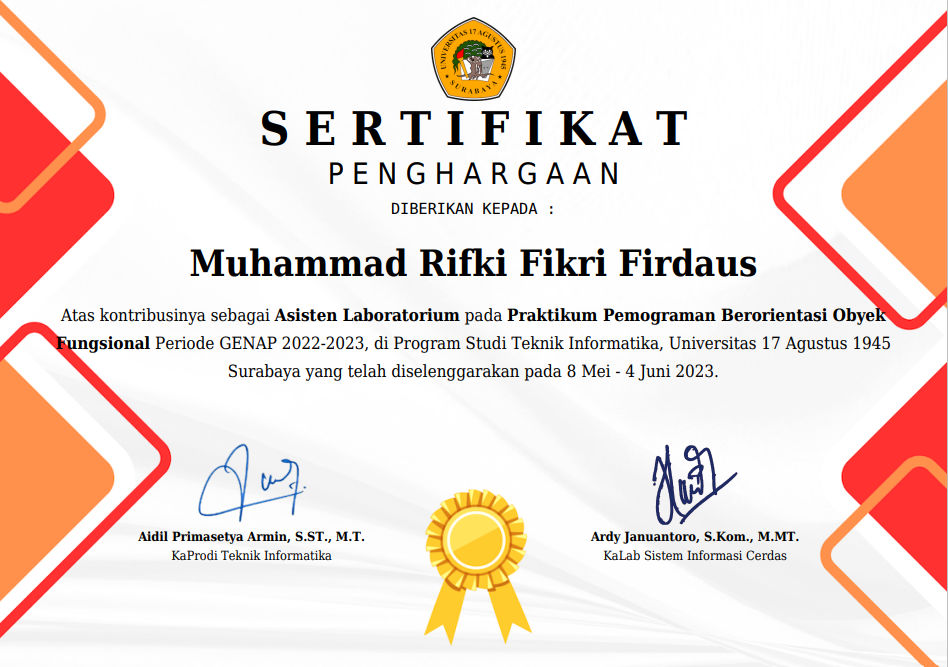 UNIVERSITAS 17 AGUSTUS 1945
SURABAYA
SERTIFIKAT
PENGHARGAAN
DIBERIKAN KEPADA :
Muhammad Rifki Fikri Firdaus
Atas kontribusinya sebagai Asisten Laboratorium pada Praktikum Pemograman Berorientasi Obyek
Fungsional Periode GENAP 2022-2023, di Program Studi Teknik Informatika, Universitas 17 Agustus 1945
Surabaya yang telah diselenggarakan pada 8 Mei - 4 Juni 2023.
Aidil Primasetya Armin, S.ST., M.T.
KaProdi Teknik Informatika
Ardy Januantoro, S.Kom., M.MT.
KaLab Sistem Informasi Cerdas